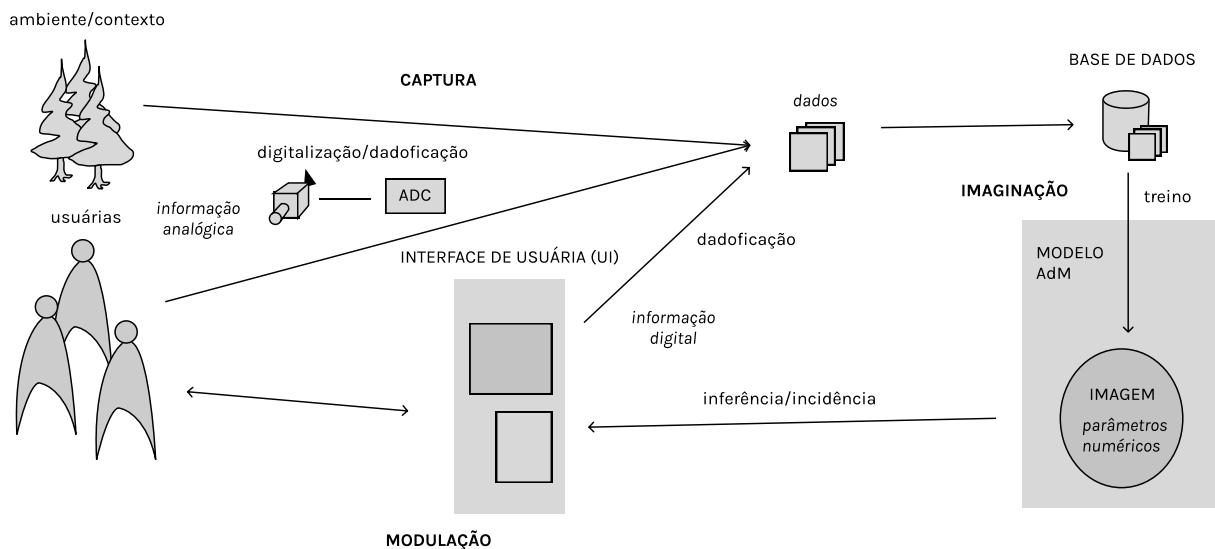 ambiente/contexto
CAPTURA
BASE DE DADOS
dados
digitalização/dadoficação
ADC
IMAGINAÇÃO
treino
usuárias
informação
analógica
dadoficação
INTERFACE DE USUÁRIA (UI)
MODELO
AdM
informação
digital
inferência/incidência
IMAGEM
parâmetros
numéricos
MODULAÇÃO